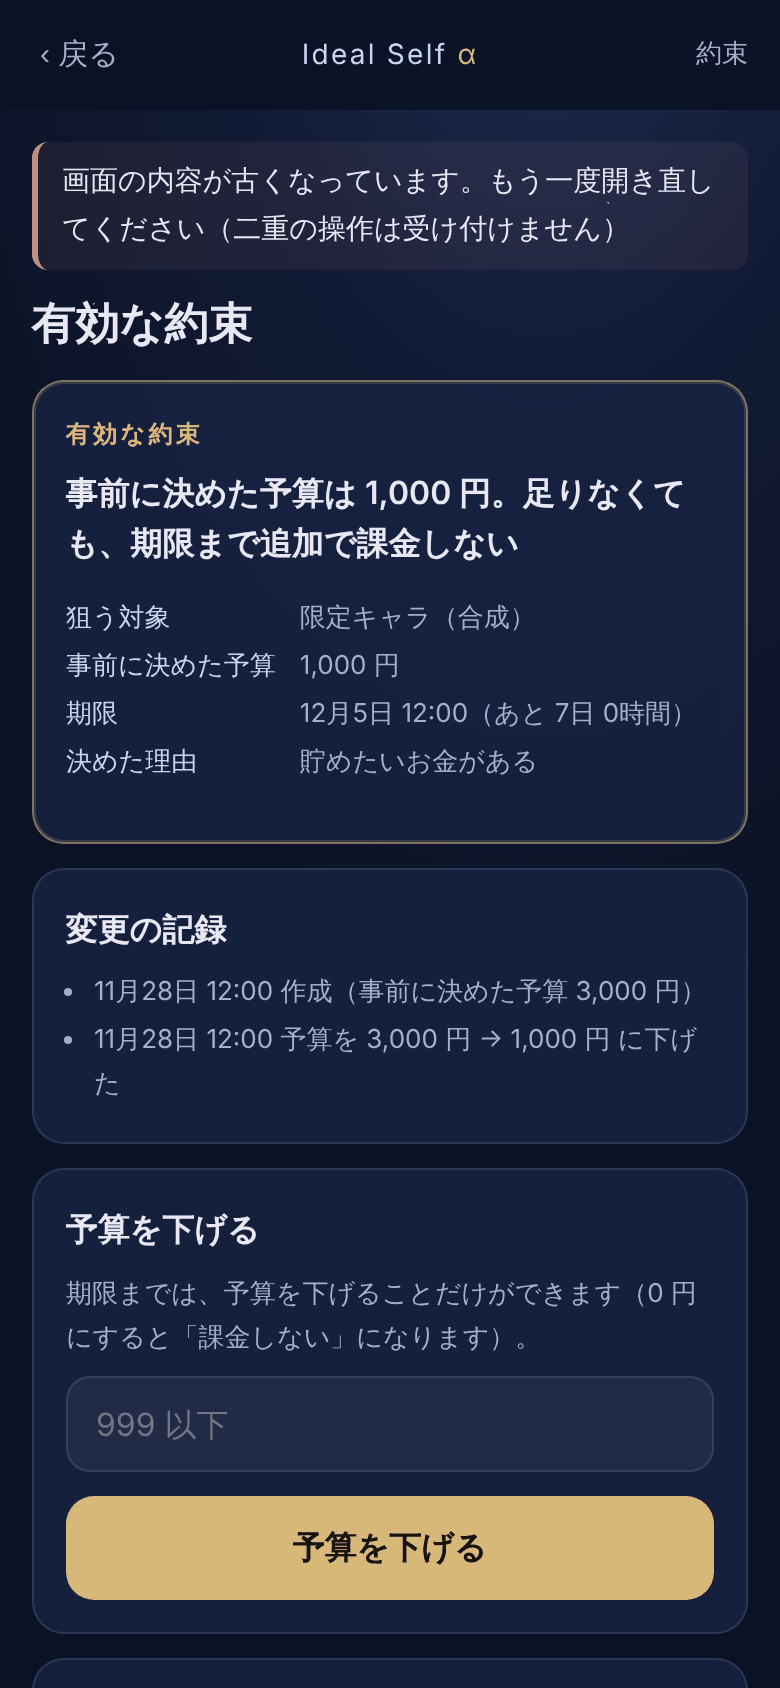 ‹ 戻る
Ideal Self α
約束
画面の内容が古くなっています。もう一度開き直し
てください（二重の操作は受け付けません）
有効な約束
有効な約束
事前に決めた予算は 1,000 円。足りなくて
も、期限まで追加で課金しない
狙う対象 限定キャラ（合成）
事前に決めた予算 1,000 円
期限 12月5日 12:00（あと 7日 0時間）
決めた理由 貯めたいお金がある
変更の記録
• 11月28日 12:00 作成（事前に決めた予算 3,000 円）
• 11月28日 12:00 予算を 3,000 円 → 1,000 円 に下げ
た
予算を下げる
期限までは、予算を下げることだけができます（0 円
にすると「課金しない」になります）。
999 以下
予算を下げる